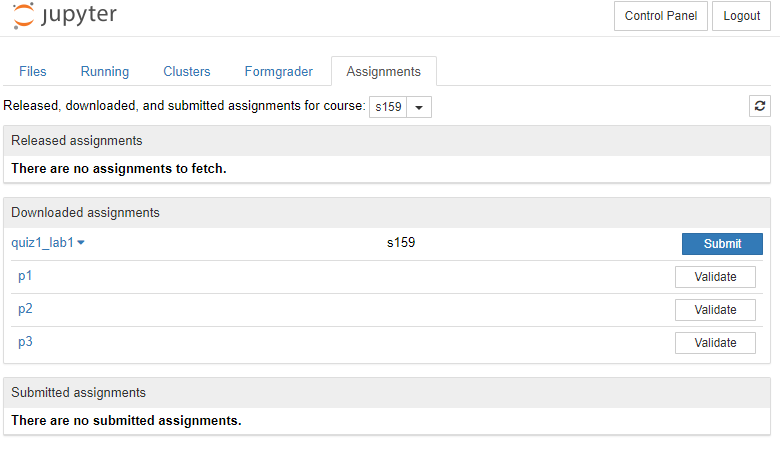 jupyter
Control Panel Logout
Files Running Clusters Formgrader Assignments
Released, downloaded, and submitted assignments for course: s159
Released assignments
There are no assignments to fetch.
Downloaded assignments
quiz1_lab1 s159 Submit
p1 Validate
p2 Validate
p3 Validate
Submitted assignments
There are no submitted assignments.